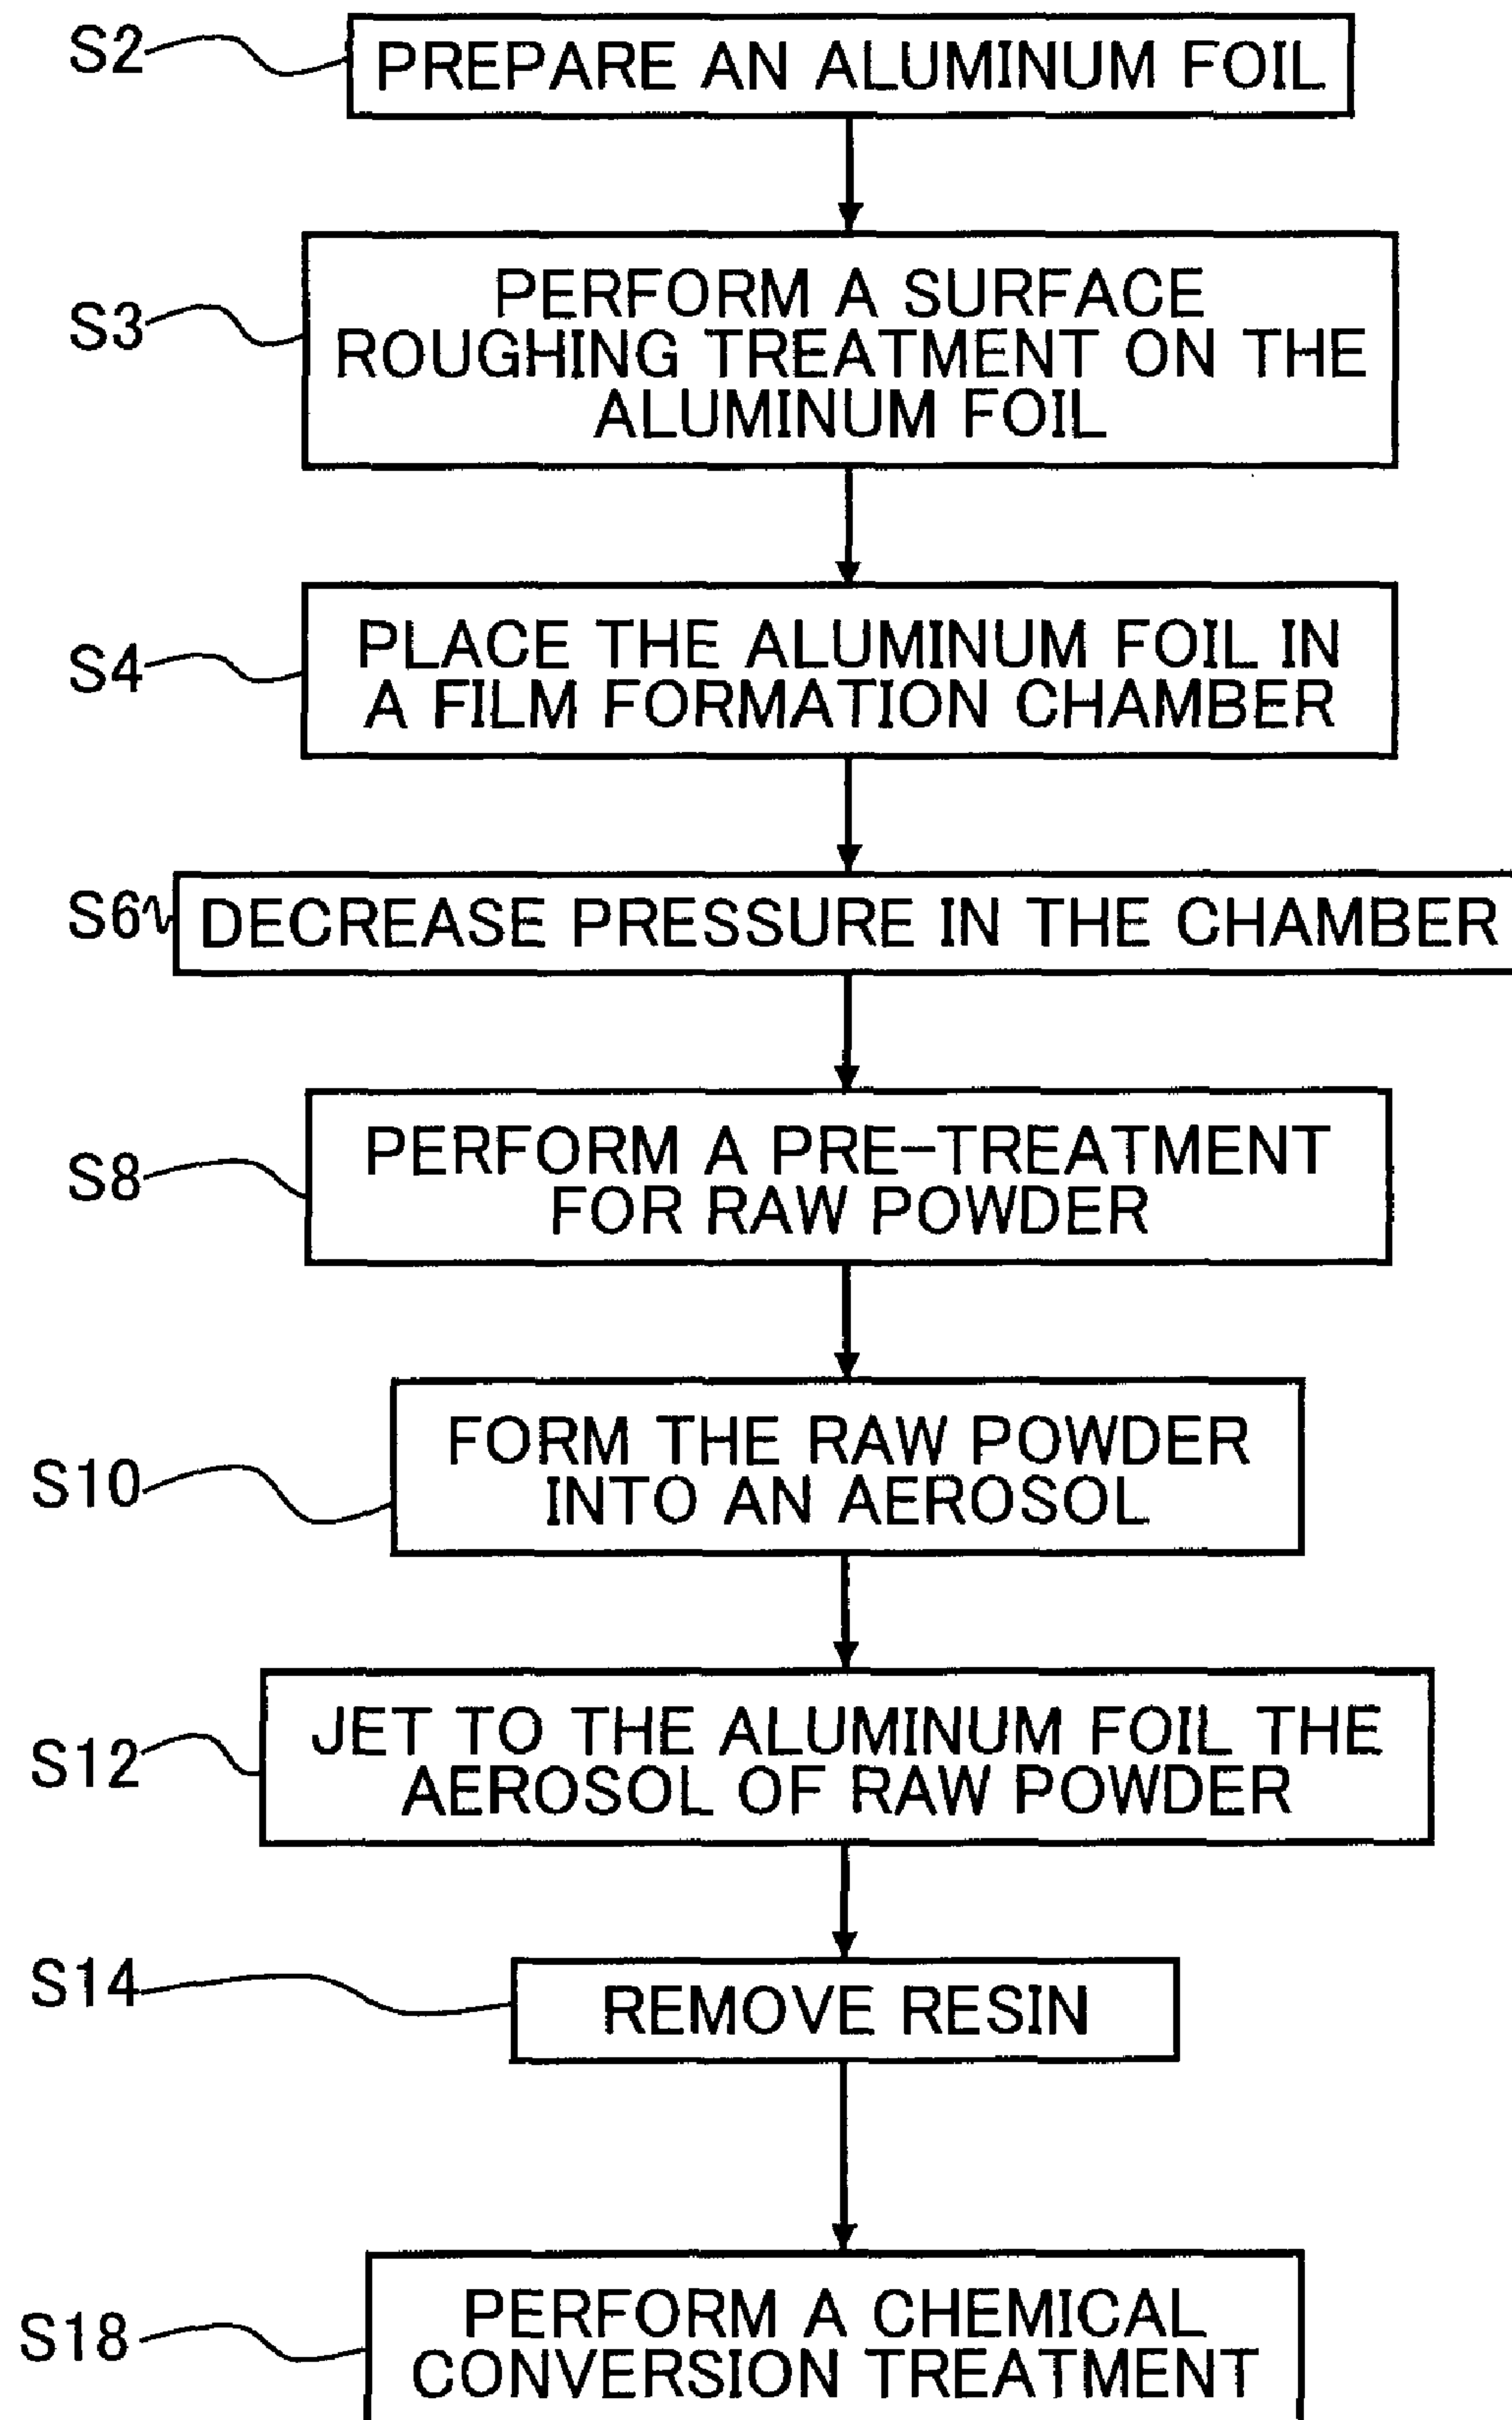 S2
PREPARE AN ALUMINUM FOIL
S3
PERFORM A SURFACE
ROUGHING TREATMENT ON THE
ALUMINUM FOIL
S4
PLACE THE ALUMINUM FOIL IN
A FILM FORMATION CHAMBER
S6
DECREASE PRESSURE IN THE CHAMBER
S8
PERFORM A PRE-TREATMENT
FOR RAW POWDER
S10
FORM THE RAW POWDER
INTO AN AEROSOL
S12
JET TO THE ALUMINUM FOIL THE
AEROSOL OF RAW POWDER
S14
REMOVE RESIN
S18
PERFORM A CHEMICAL
CONVERSION TREATMENT